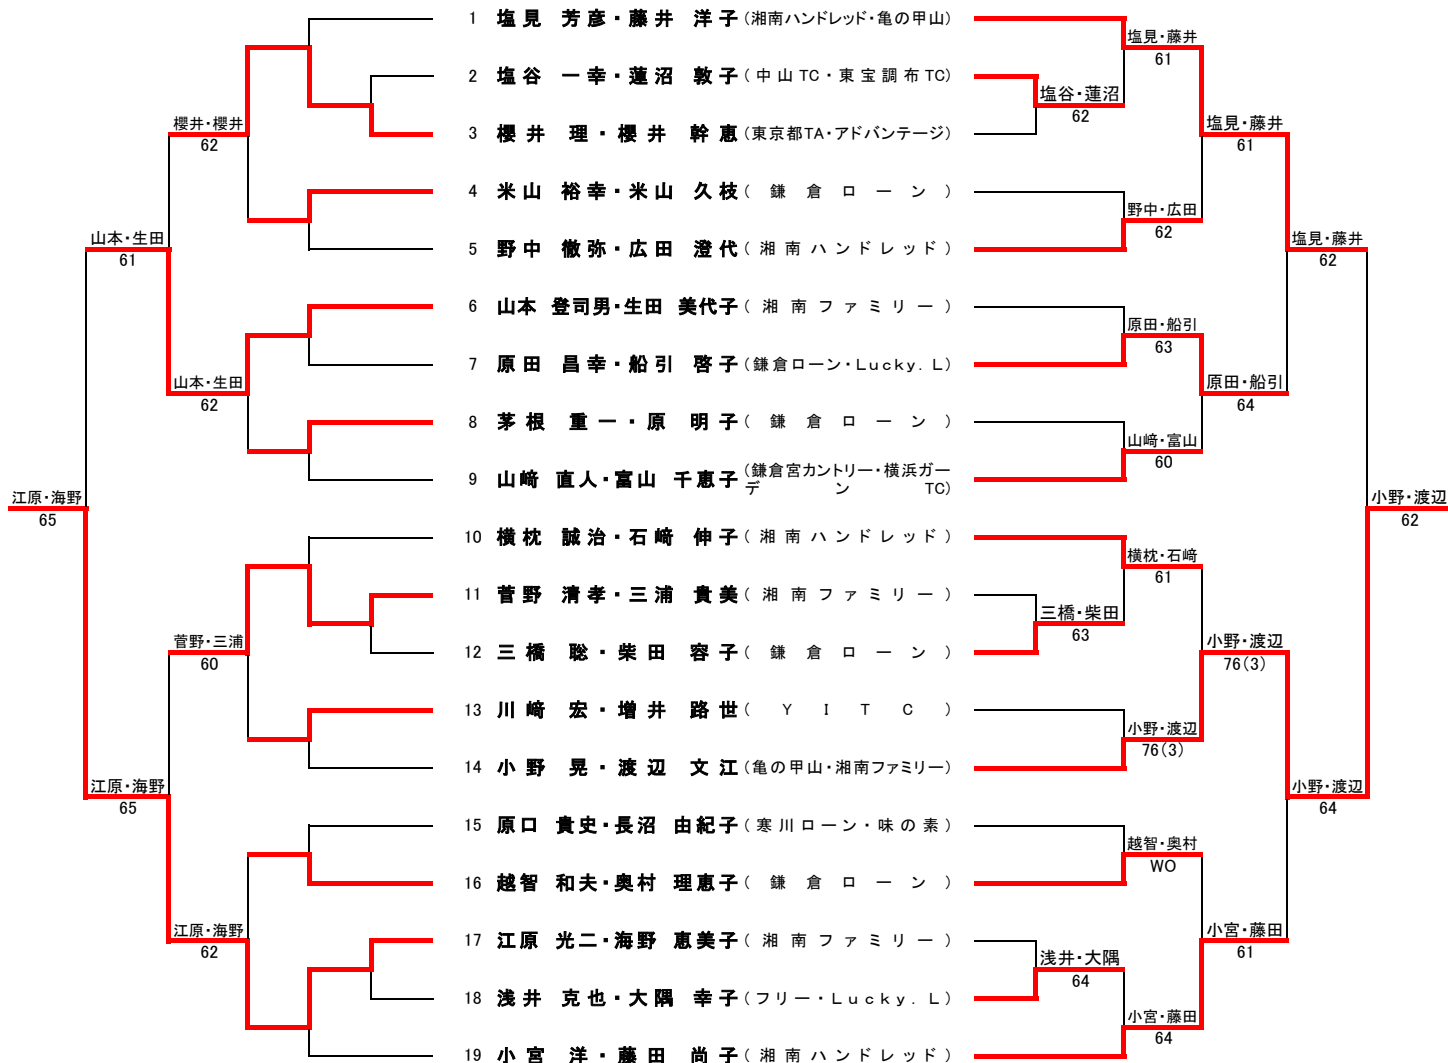 1 塩見 芳彦・藤井 洋子 (湘南ハンドレッド・亀の甲山)
塩見・藤井
61
2 塩谷 一幸・蓮沼 敦子 (中山TC・東宝調布TC)
塩谷・蓮沼
62
櫻井・櫻井
62
3 櫻井 理・櫻井 幹恵 (東京都TA・アドバンテージ)
塩見・藤井
61
4 米山 裕幸・米山 久枝 (鎌倉ローン)
野中・広田
62
山本・生田
61
5 野中 徹弥・広田 澄代 (湘南ハンドレッド)
塩見・藤井
62
6 山本 登司男・生田 美代子 (湘南ファミリー)
原田・船引
63
7 原田 昌幸・船引 啓子 (鎌倉ローン・Lucky.L)
山本・生田
62
原田・船引
64
8 茅根 重一・原 明子 (鎌倉ローン)
山﨑・富山
60
9 山﨑 直人・富山 千恵子 (鎌倉宮カントリー・横浜ガー
デンTC)
江原・海野
65
小野・渡辺
62
10 横枕 誠治・石﨑 伸子 (湘南ハンドレッド)
横枕・石﨑
61
11 菅野 清孝・三浦 貴美 (湘南ファミリー)
三橋・柴田
63
菅野・三浦
60
12 三橋 聡・柴田 容子 (鎌倉ローン)
小野・渡辺
76(3)
13 川﨑 宏・増井 路世 (YITC)
小野・渡辺
76(3)
14 小野 晃・渡辺 文江 (亀の甲山・湘南ファミリー)
江原・海野
65
小野・渡辺
64
15 原口 貴史・長沼 由紀子 (寒川ローン・味の素)
越智・奥村
WO
16 越智 和夫・奥村 理恵子 (鎌倉ローン)
江原・海野
62
17 江原 光二・海野 恵美子 (湘南ファミリー)
小宮・藤田
61
浅井・大隅
64
18 浅井 克也・大隅 幸子 (フリー・Lucky.L)
小宮・藤田
64
19 小宮 洋・藤田 尚子 (湘南ハンドレッド)